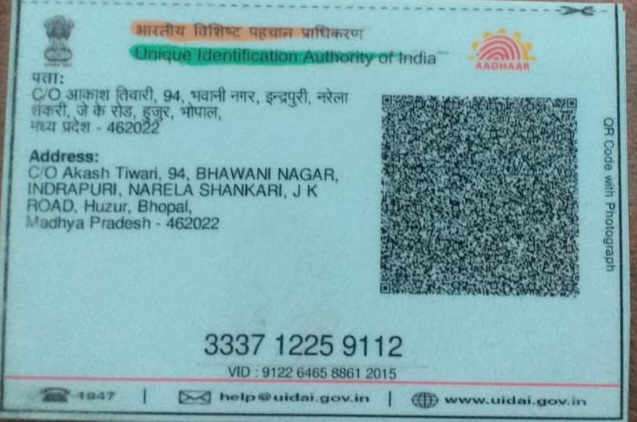 भारतीय विशिष्ट पहचान प्राधिकरण
Unique Identification Authority of India
AADHAAR
पता:
C/O आकाश तिवारी, 94, भवानी नगर, इन्द्रपुरी, नरेला
शंकरी, जे के रोड, हुजूर, भोपाल,
मध्य प्रदेश - 462022
Address:
C/O Akash Tiwari, 94, BHAWANI NAGAR,
INDRAPURI, NARELA SHANKARI, J K
ROAD, Huzur, Bhopal,
Madhya Pradesh - 462022
QR Code with Photograph
3337 1225 9112
VID : 9122 6465 8861 2015
1947 | help@uidai.gov.in | www.uidai.gov.in